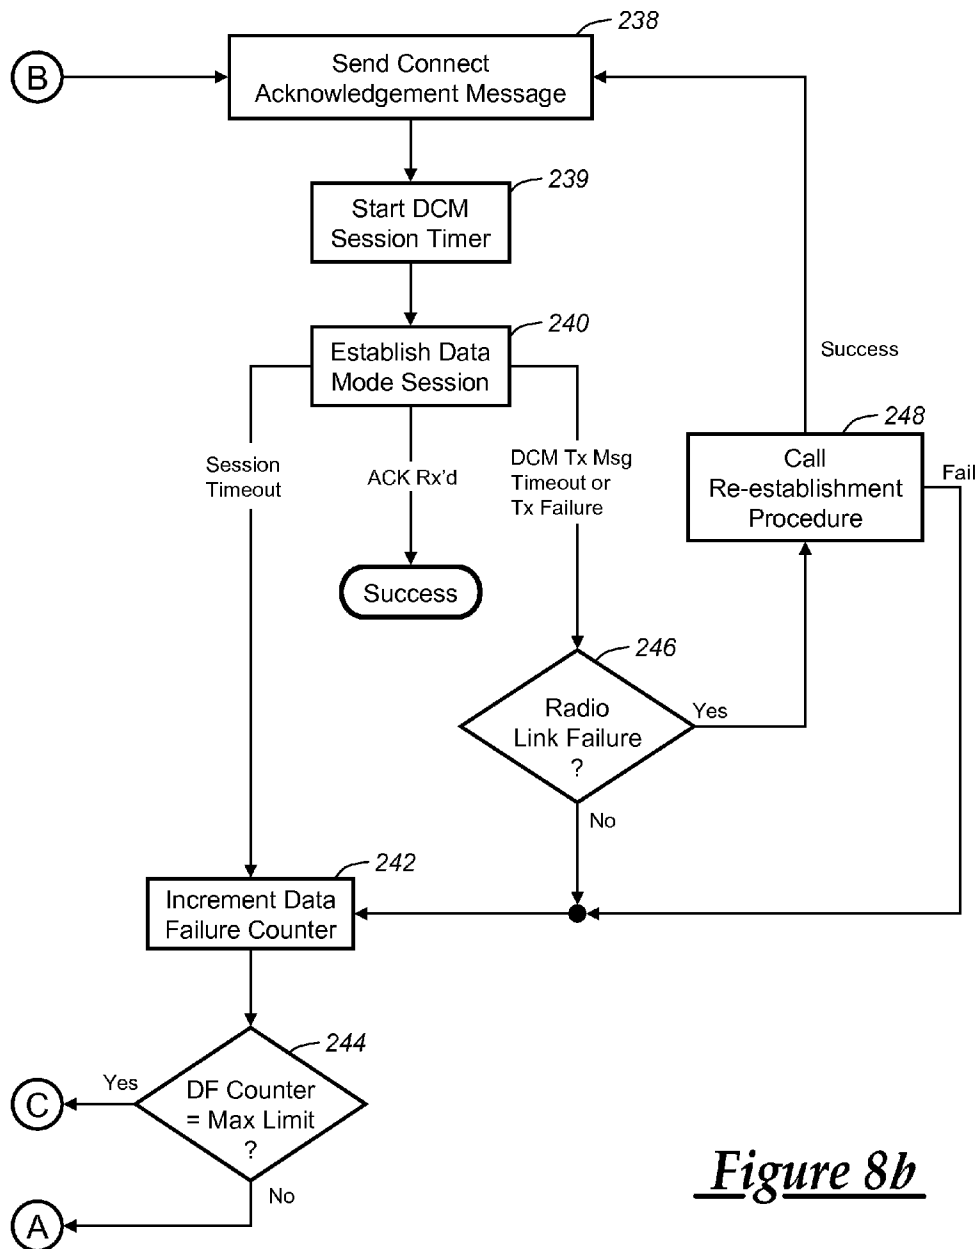 238
B
Send Connect
Acknowledgement Message
239
Start DCM
Session Timer
240
Establish Data
Mode Session
Success
248
Call
Re-establishment
Procedure
Fail
Session
Timeout
ACK Rx'd
DCM Tx Msg
Timeout or
Tx Failure
Success
246
Radio
Link Failure
?
Yes
No
242
Increment Data
Failure Counter
244
DF Counter
= Max Limit
?
Yes
C
No
A
Figure 8b